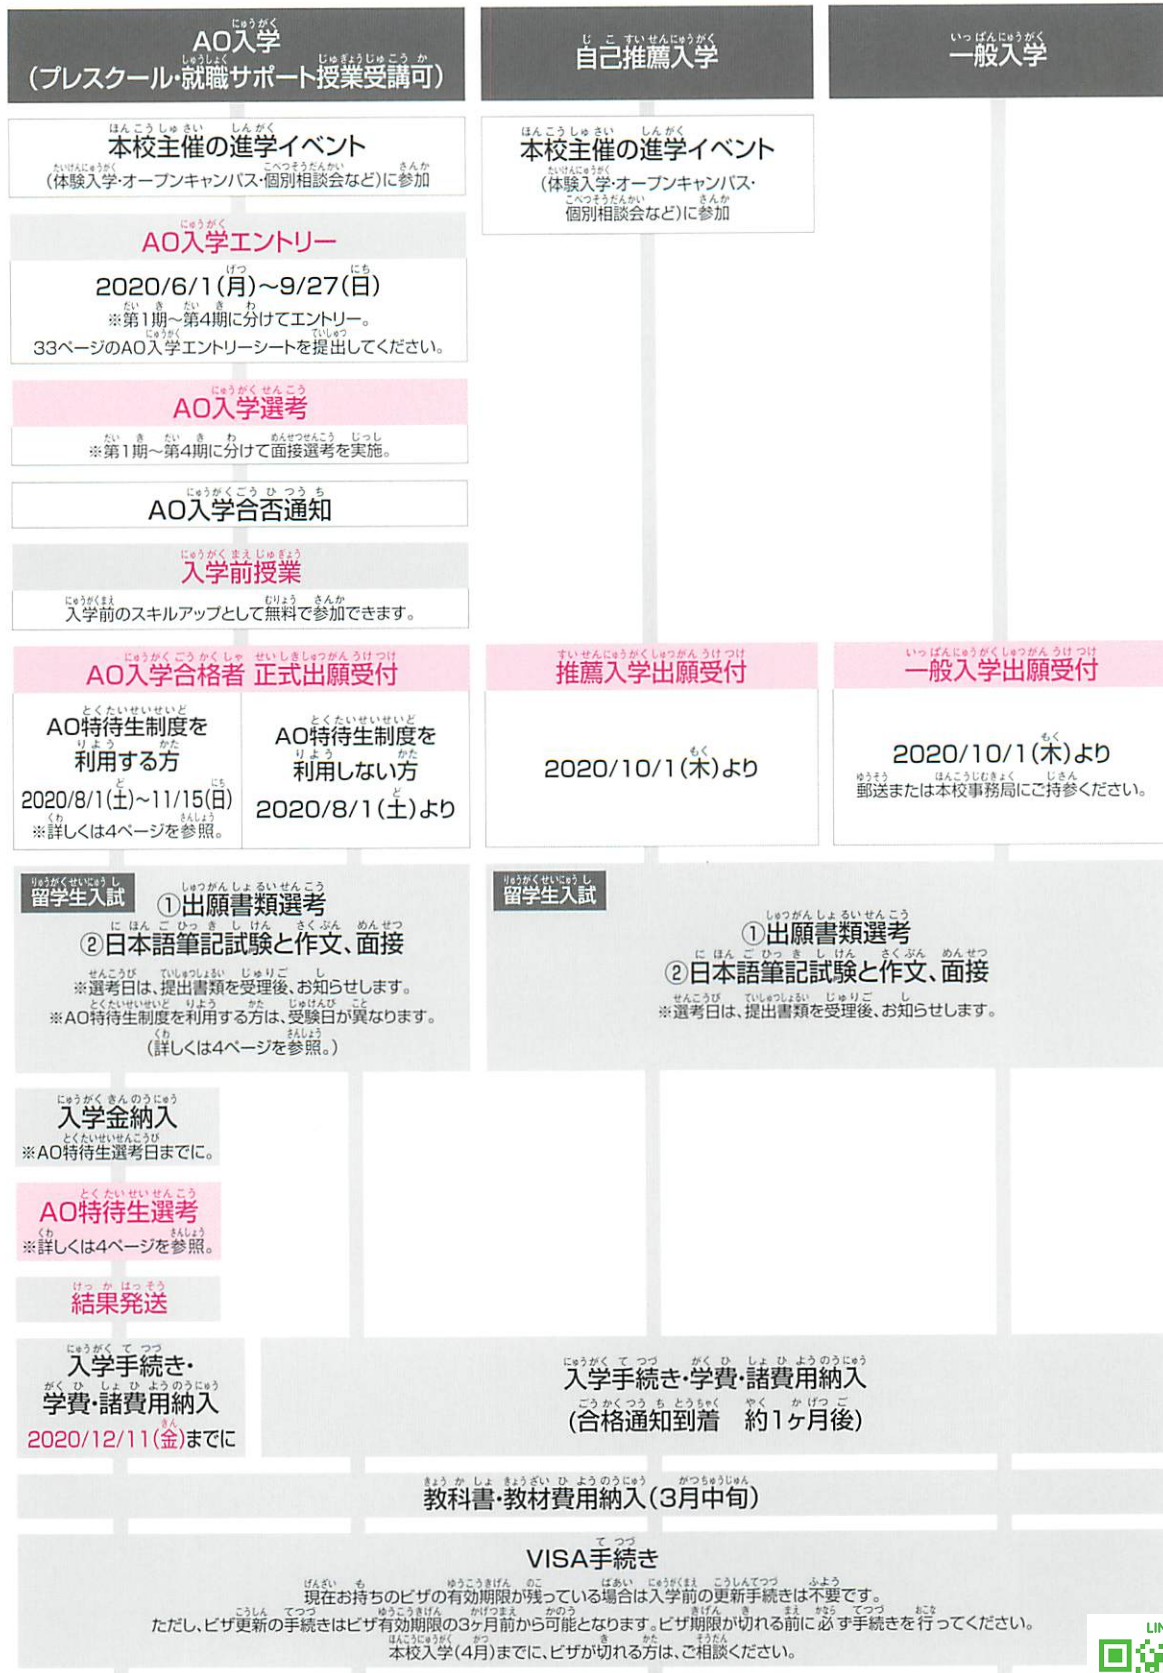 AO入学
(プレスクール・就職サポート授業受講可)
自己推薦入学
一般入学
本校主催の進学イベント
(体験入学・オープンキャンパス・個別相談会など)に参加
本校主催の進学イベント
(体験入学・オープンキャンパス・
個別相談会など)に参加
AO入学エントリー
2020/6/1(月)～9/27(日)
※第1期～第4期に分けてエントリー。
33ページのAO入学エントリーシートを提出してください。
AO入学選考
※第1期～第4期に分けて面接選考を実施。
AO入学合否通知
入学前授業
入学前のスキルアップとして無料で参加できます。
AO入学合格者 正式出願受付
AO特待生制度を
利用する方
2020/8/1(土)～11/15(日)
※詳しくは4ページを参照。
AO特待生制度を
利用しない方
2020/8/1(土)より
推薦入学出願受付
2020/10/1(木)より
一般入学出願受付
2020/10/1(木)より
郵送または本校事務局にご持参ください。
留学生入試
①出願書類選考
②日本語筆記試験と作文、面接
※選考日は、提出書類を受理後、お知らせします。
※AO特待生制度を利用する方は、受験日が異なります。
(詳しくは4ページを参照。)
留学生入試
①出願書類選考
②日本語筆記試験と作文、面接
※選考日は、提出書類を受理後、お知らせします。
入学金納入
※AO特待生選考日までに。
AO特待生選考
※詳しくは4ページを参照。
結果発送
入学手続き・
学費・諸費用納入
2020/12/11(金)までに
入学手続き・学費・諸費用納入
(合格通知到着 約1ヶ月後)
教科書・教材費用納入(3月中旬)
VISA手続き
現在お持ちのビザの有効期限が残っている場合は入学前の更新手続きは不要です。
ただし、ビザ更新の手続きはビザ有効期限の3ヶ月前から可能となります。ビザ期限が切れる前に必ず手続きを行ってください。
本校入学(4月)までに、ビザが切れる方は、ご相談ください。